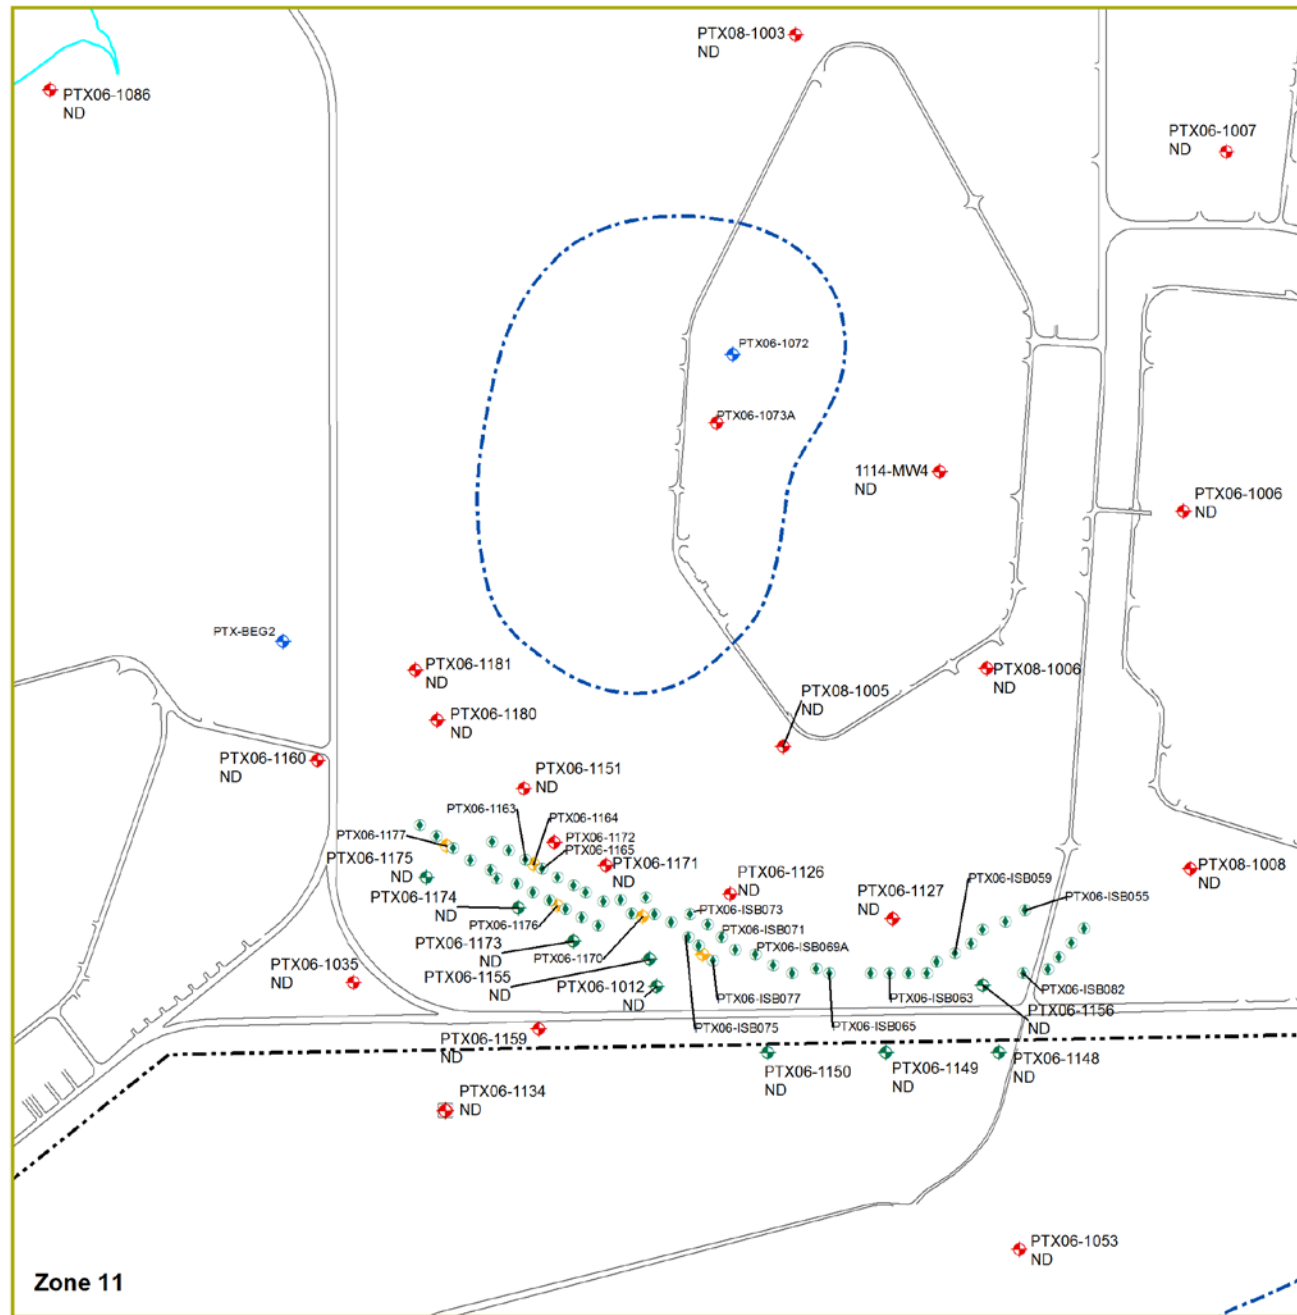 PTX08-1003
ND
PTX06-1086
ND
PTX06-1007
ND
PTX06-1072
PTX06-1073A
1114-MW4
ND
PTX06-1006
ND
PTX-BEG2
PTX06-1181
ND
PTX08-1006
ND
PTX08-1005
ND
PTX06-1180
ND
PTX06-1160
ND
PTX06-1151
ND
PTX06-1163
PTX06-1164
PTX06-1177
PTX06-1172
PTX06-1165
PTX06-1175
ND
PTX06-1171
ND
PTX06-1126
ND
PTX06-1127
ND
PTX06-ISB059
PTX08-1008
ND
PTX06-ISB055
PTX06-1174
ND
PTX06-1176
PTX06-ISB073
PTX06-ISB071
PTX06-1173
ND
PTX06-1170
PTX06-ISB069A
PTX06-1155
ND
PTX06-1035
ND
PTX06-1012
ND
PTX06-ISB077
PTX06-ISB063
PTX06-ISB082
PTX06-1156
ND
PTX06-ISB075
PTX06-ISB065
PTX06-1159
ND
PTX06-1150
ND
PTX06-1149
ND
PTX06-1148
ND
PTX06-1134
ND
PTX06-1053
ND
Zone 11